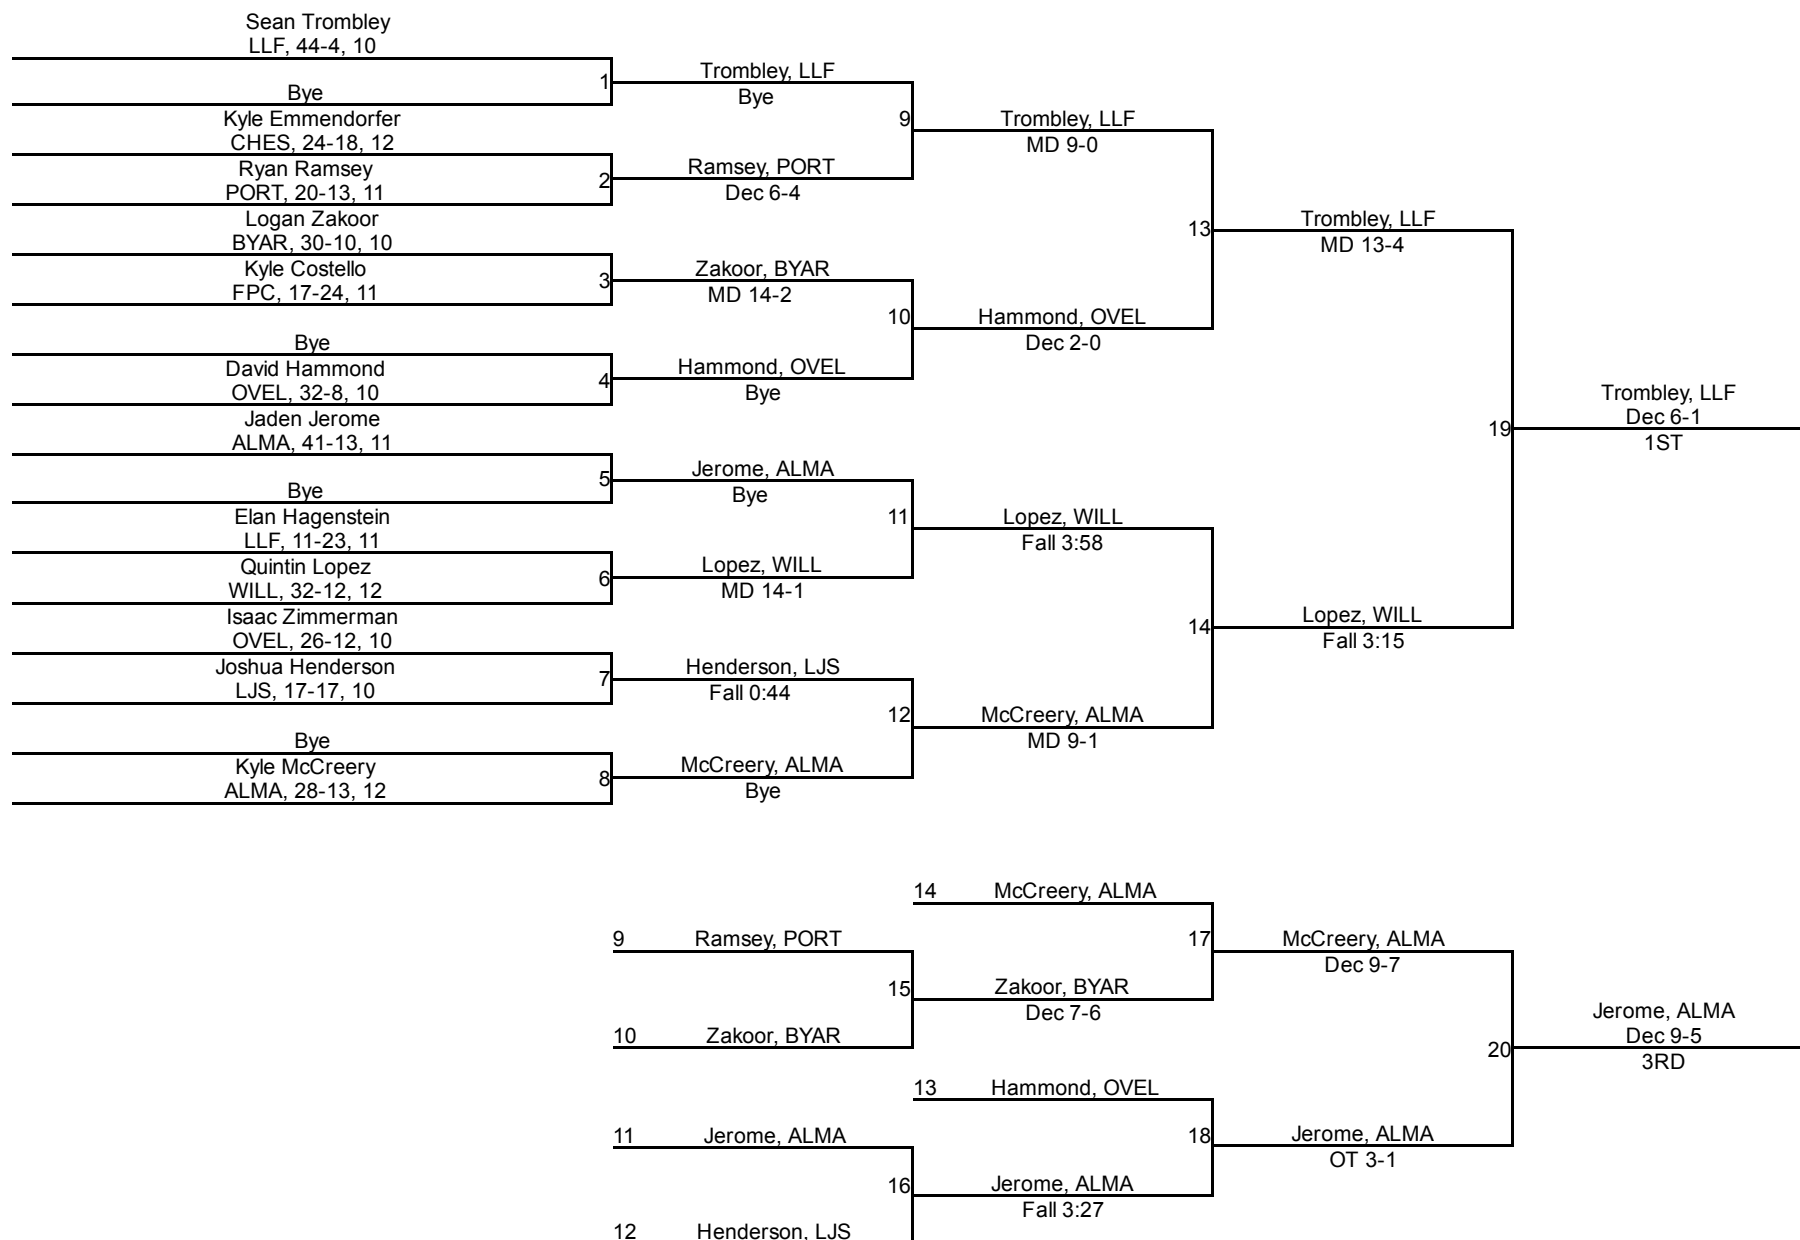 Sean Trombley
LLF, 44-4, 10
Bye
1
Kyle Emmendorfer
CHES, 24-18, 12
Ryan Ramsey
PORT, 20-13, 11
2
Logan Zakoor
BYAR, 30-10, 10
Kyle Costello
FPC, 17-24, 11
3
Bye
David Hammond
OVEL, 32-8, 10
4
Jaden Jerome
ALMA, 41-13, 11
Bye
5
Elan Hagenstein
LLF, 11-23, 11
Quintin Lopez
WILL, 32-12, 12
6
Isaac Zimmerman
OVEL, 26-12, 10
Joshua Henderson
LJS, 17-17, 10
7
Bye
Kyle McCreery
ALMA, 28-13, 12
8
Trombley, LLF
Bye
9
Ramsey, PORT
Dec 6-4
Zakoor, BYAR
MD 14-2
10
Hammond, OVEL
Bye
Jerome, ALMA
Bye
11
Lopez, WILL
MD 14-1
Henderson, LJS
Fall 0:44
12
McCreery, ALMA
Bye
Trombley, LLF
MD 9-0
13
Hammond, OVEL
Dec 2-0
Lopez, WILL
Fall 3:58
14
McCreery, ALMA
MD 9-1
Trombley, LLF
MD 13-4
19
Lopez, WILL
Fall 3:15
Trombley, LLF
Dec 6-1
1ST
14 McCreery, ALMA
9 Ramsey, PORT
17
15
Zakoor, BYAR
Dec 7-6
10 Zakoor, BYAR
13 Hammond, OVEL
11 Jerome, ALMA
18
16
Jerome, ALMA
Fall 3:27
12 Henderson, LJS
McCreery, ALMA
Dec 9-7
20
Jerome, ALMA
OT 3-1
Jerome, ALMA
Dec 9-5
3RD